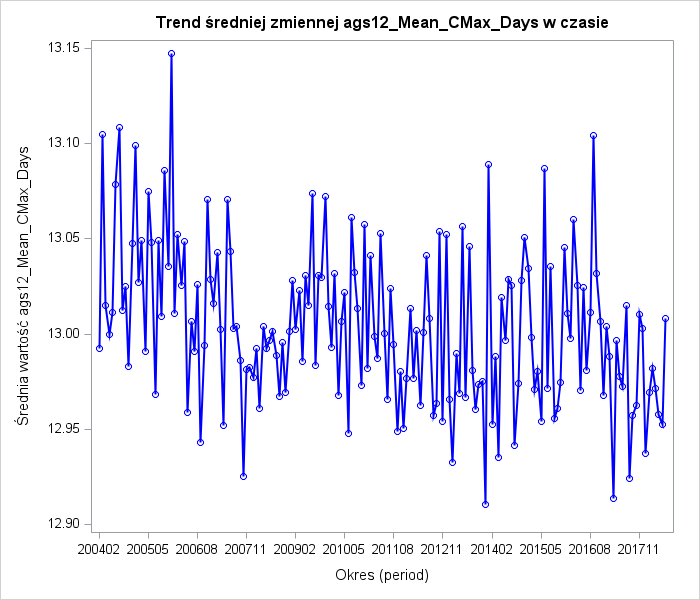 Trend średniej zmiennej ags12_Mean_CMax_Days w czasie
Średnia wartość ags12_Mean_CMax_Days
13.15
13.10
13.05
13.00
12.95
12.90
200402 200505 200608 200711 200902 201005 201108 201211 201402 201505 201608 201711
Okres (period)